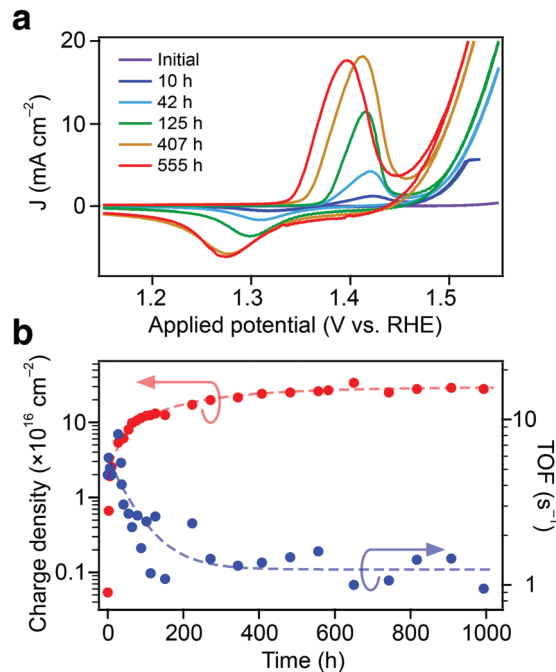 a
20
10
0
J (mA cm⁻²)
Initial
10 h
42 h
125 h
407 h
555 h
1.2 1.3 1.4 1.5
Applied potential (V vs. RHE)
b
10
1
0.1
Charge density (×10¹⁶ cm⁻²)
10
1
TOF (s⁻¹)
0 200 400 600 800 1000
Time (h)